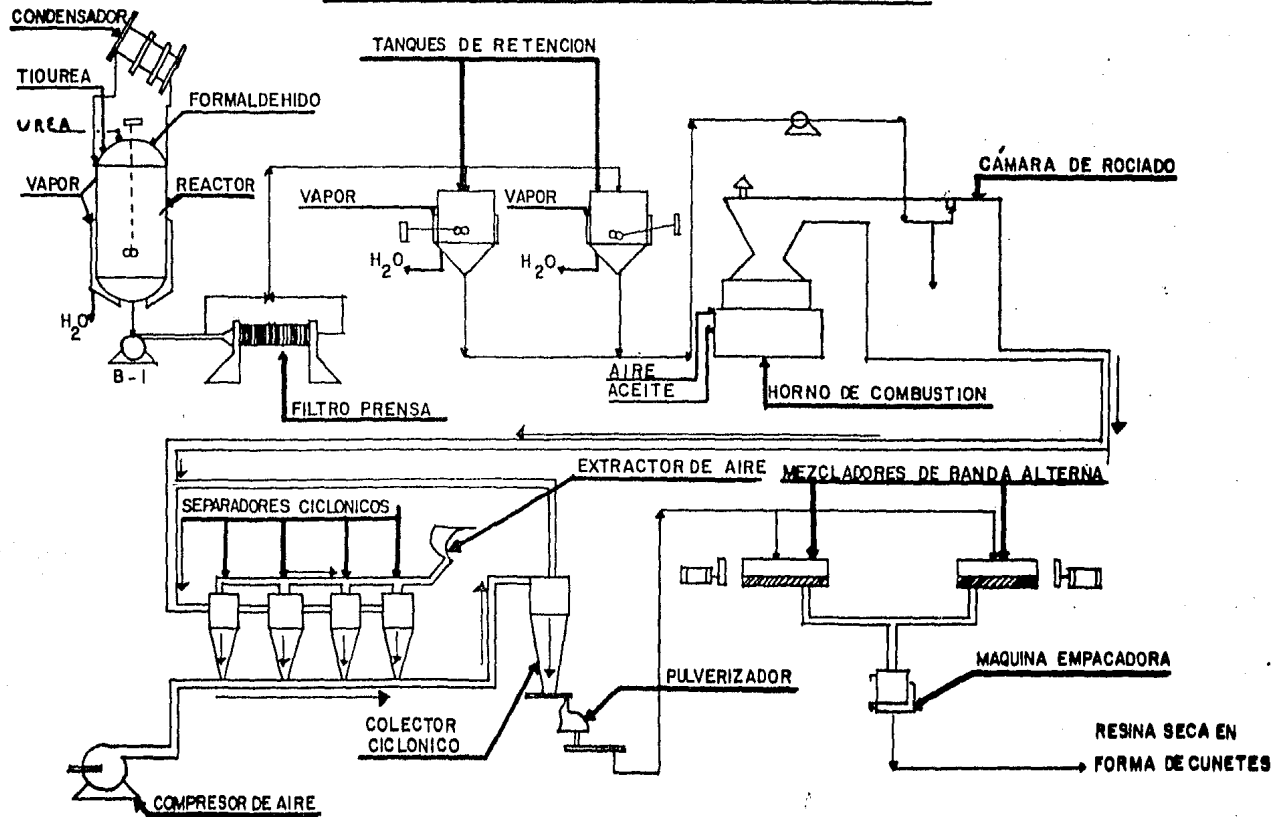 CONDENSADOR
TIOUREA
UREA
FORMALDEHIDO
VAPOR
REACTOR
H2O
B-1
FILTRO PRENSA
TANQUES DE RETENCION
VAPOR
VAPOR
H2O
H2O
CÁMARA DE ROCIADO
AIRE
ACEITE
HORNO DE COMBUSTION
EXTRACTOR DE AIRE
MEZCLADORES DE BANDA ALTERNA
SEPARADORES CICLONICOS
PULVERIZADOR
MAQUINA EMPACADORA
COLECTOR
CICLONICO
RESINA SECA EN
FORMA DE CUNETES
COMPRESOR DE AIRE